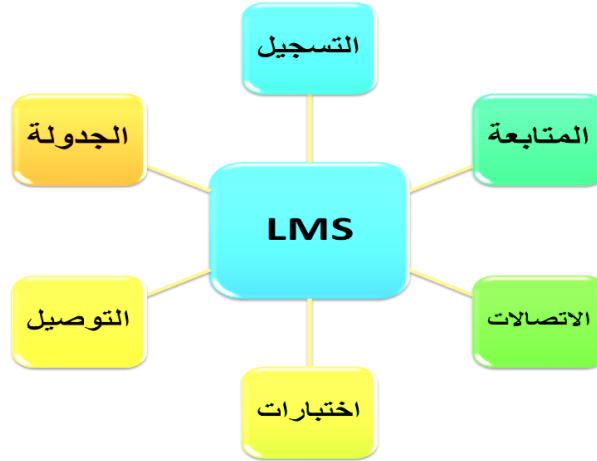 التسجيل
المتابعة
الجدولة
LMS
الاتصالات
التوصيل
اختبارات